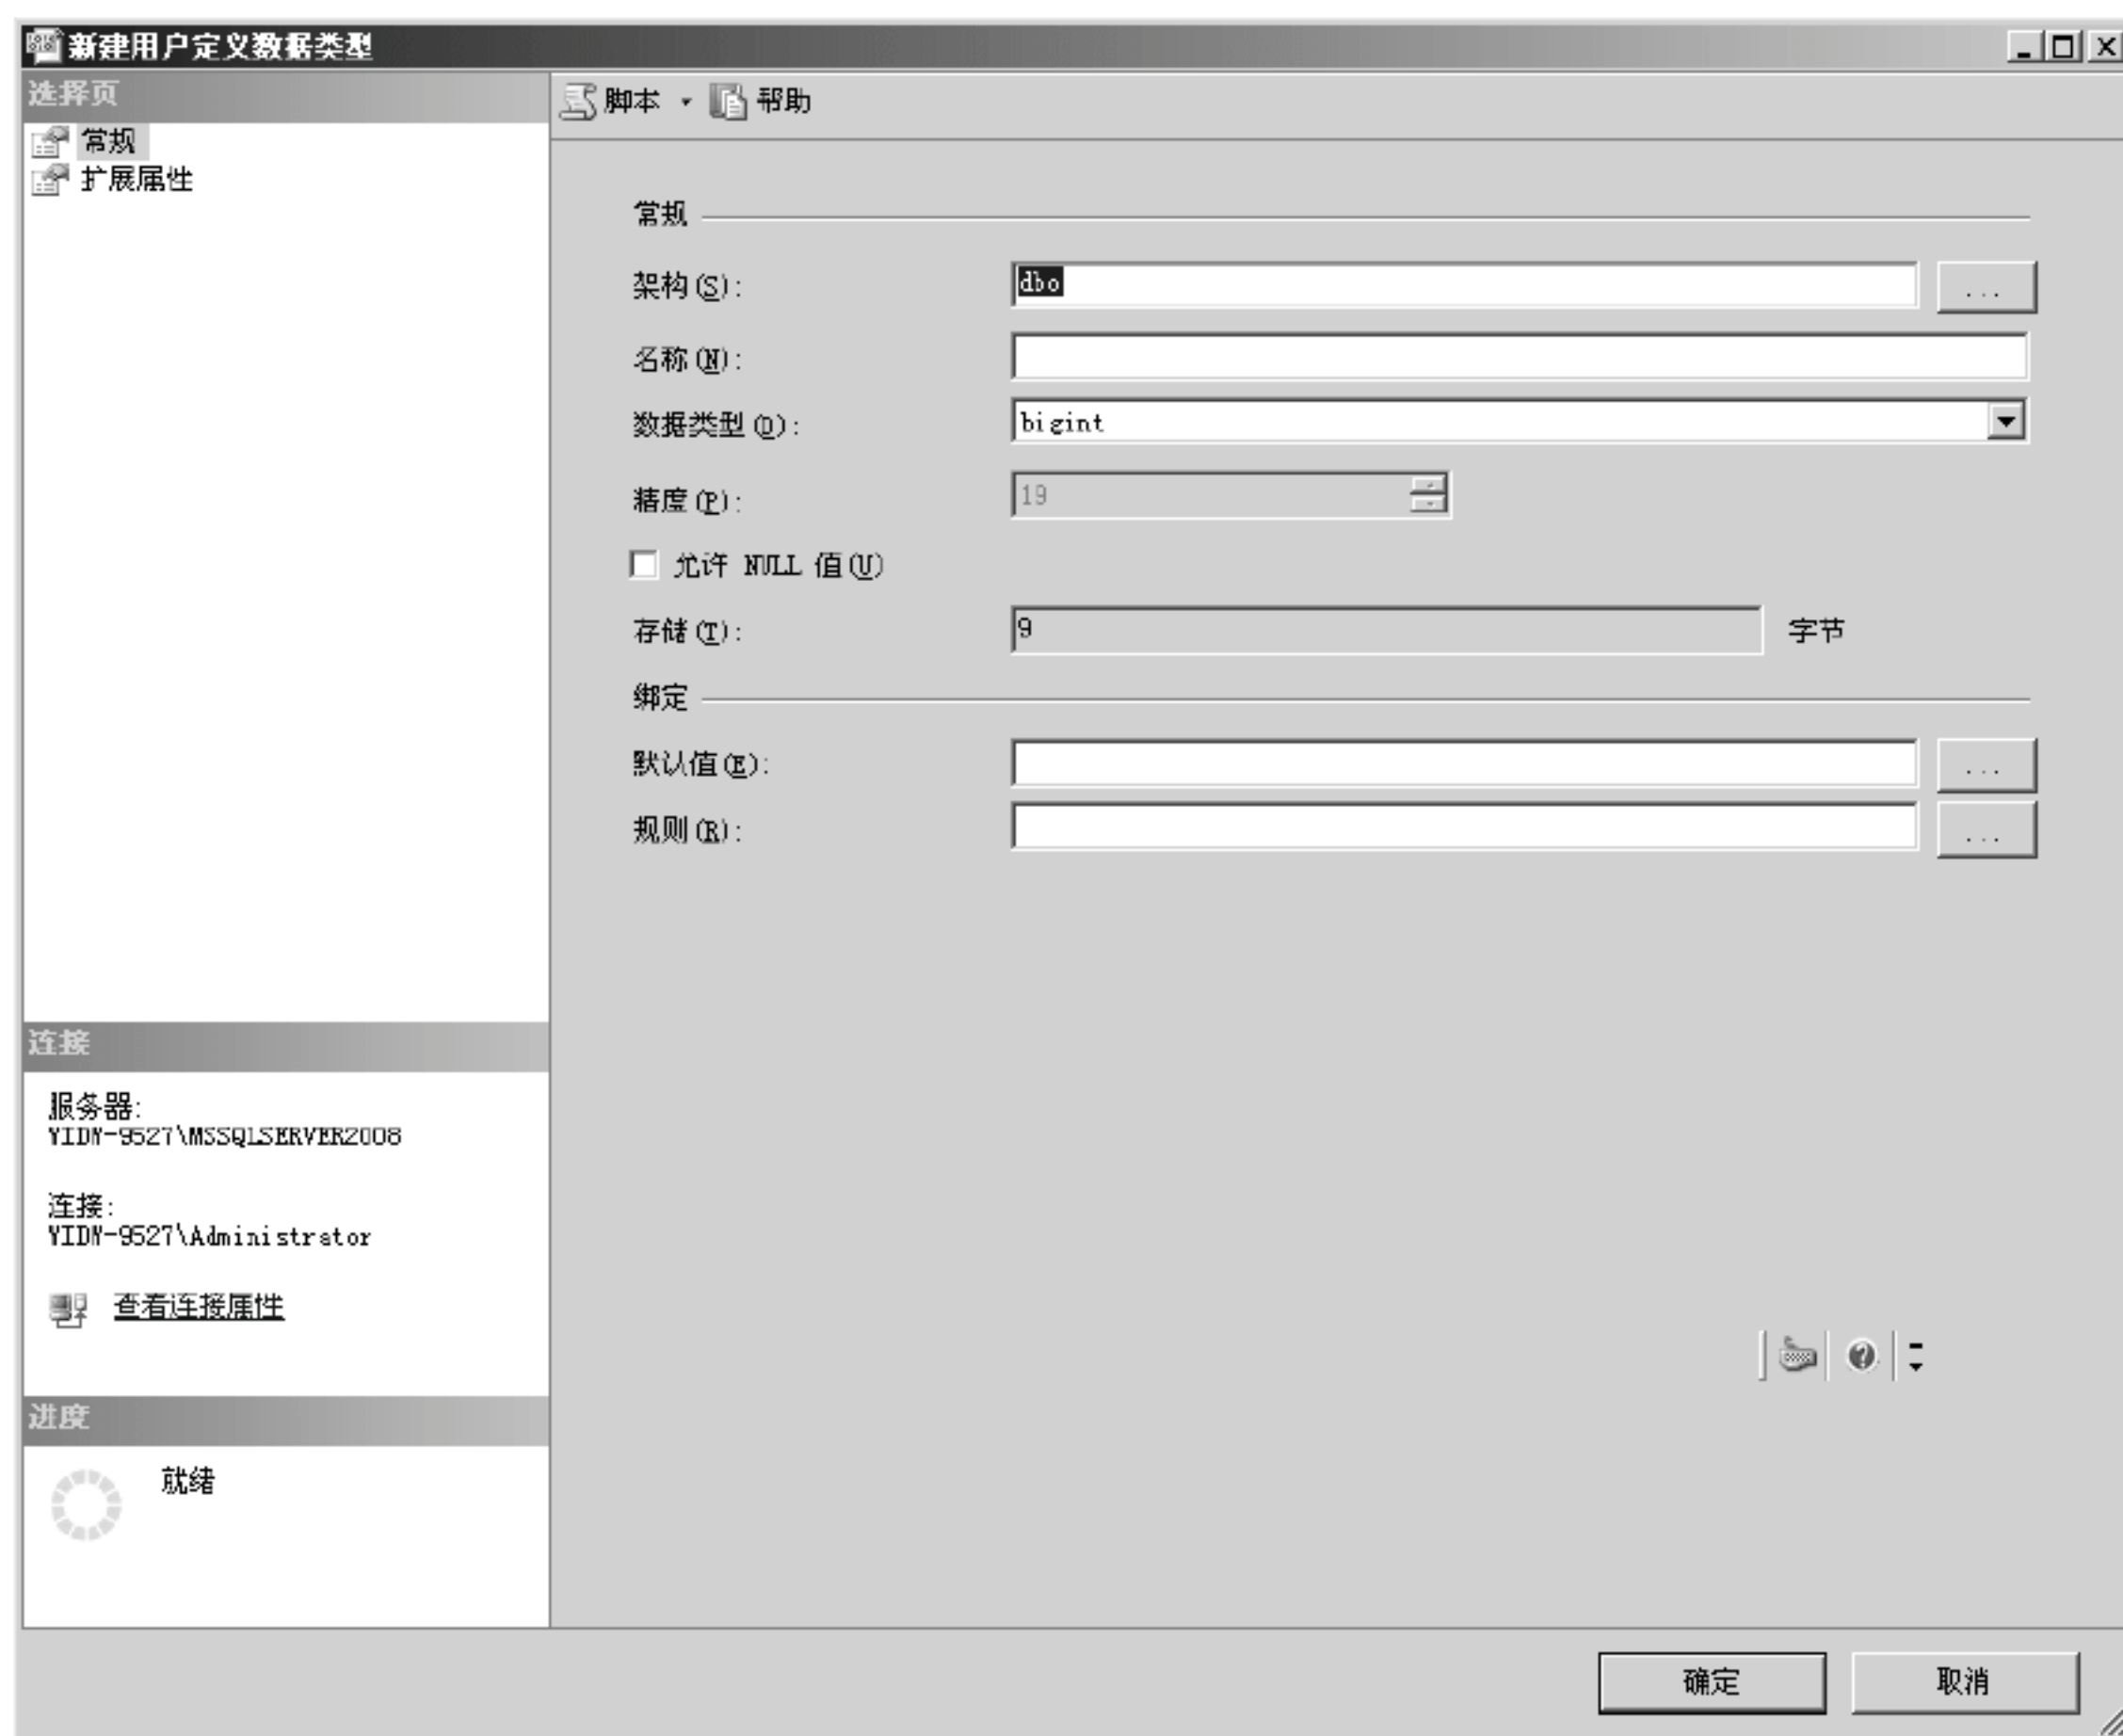 新建用户定义数据类型
选择页
常规
扩展属性
脚本 帮助
常规
架构(S): dbo ...
名称(N):
数据类型(D): bigint
精度(P): 19
允许 NULL 值(U)
存储(T): 9 字节
绑定
默认值(E): ...
规则(R): ...
连接
服务器:
YIDY-9527\MSSQLSERVER2008
连接:
YIDY-9527\Administrator
查看连接属性
进度
就绪
确定 取消